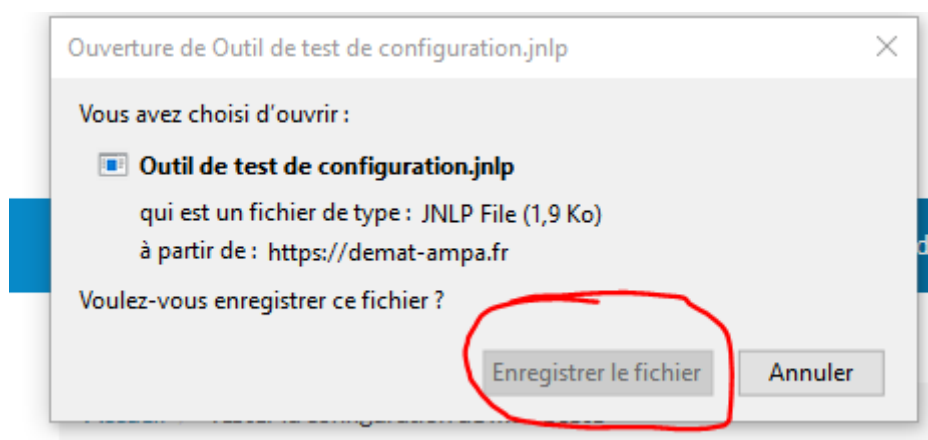 Ouverture de Outil de test de configuration.jnlp
Vous avez choisi d'ouvrir :
Outil de test de configuration.jnlp
qui est un fichier de type : JNLP File (1,9 Ko)
à partir de : https://demat-ampa.fr
Voulez-vous enregistrer ce fichier ?
Enregistrer le fichier Annuler